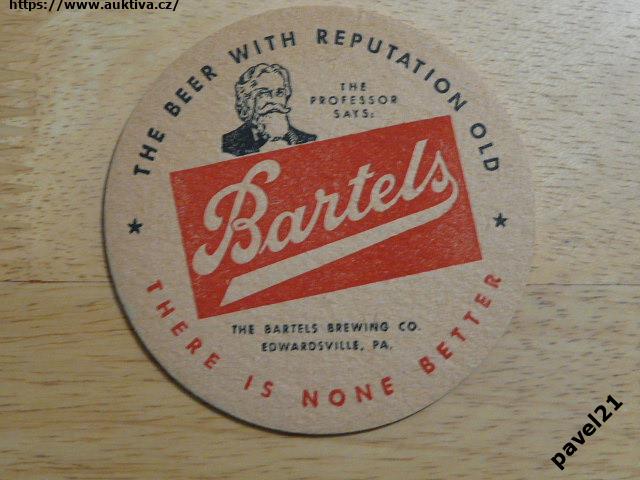 https://www.auktiva.cz/
THE BEER WITH REPUTATION OLD
THE
PROFESSOR
SAYS:
Bartels
THE BARTELS BREWING CO.
EDWARDSVILLE, PA.
THERE IS NONE BETTER
pavel21